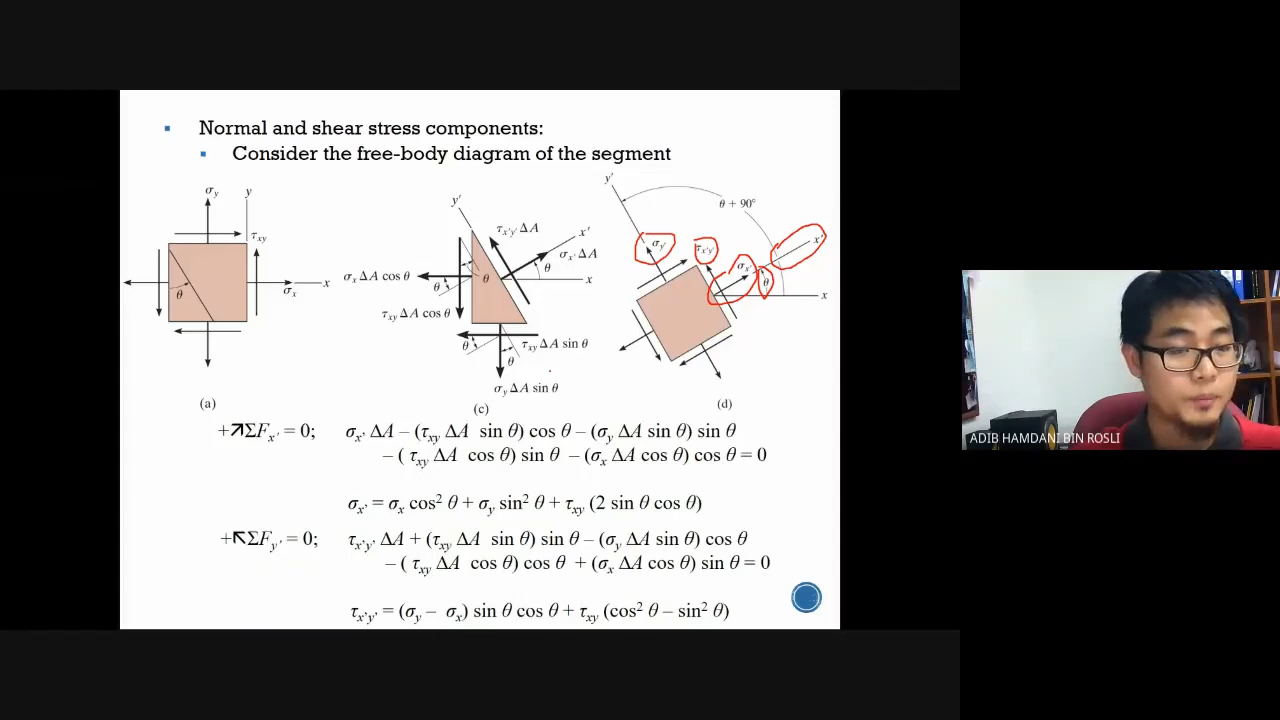 Normal and shear stress components:
Consider the free-body diagram of the segment
σy y
τxy
θ
x
σx
(a)
y′
τx′y′ ΔA
x′
σx′ ΔA
θ
x
σx ΔA cos θ
θ
θ
τxy ΔA cos θ
θ
τxy ΔA sin θ
θ
σy ΔA sin θ
(c)
y′
θ + 90°
x′
σy′
τx′y′
σx′
θ
x
(d)
+↗ΣFx′ = 0; σx′ ΔA – (τxy ΔA sin θ) cos θ – (σy ΔA sin θ) sin θ
– ( τxy ΔA cos θ) sin θ – (σx ΔA cos θ) cos θ = 0
σx′ = σx cos² θ + σy sin² θ + τxy (2 sin θ cos θ)
+↖ΣFy′ = 0; τx′y′ ΔA + (τxy ΔA sin θ) sin θ – (σy ΔA sin θ) cos θ
– ( τxy ΔA cos θ) cos θ + (σx ΔA cos θ) sin θ = 0
τx′y′ = (σy – σx) sin θ cos θ + τxy (cos² θ – sin² θ)
ADIB HAMDANI BIN ROSLI